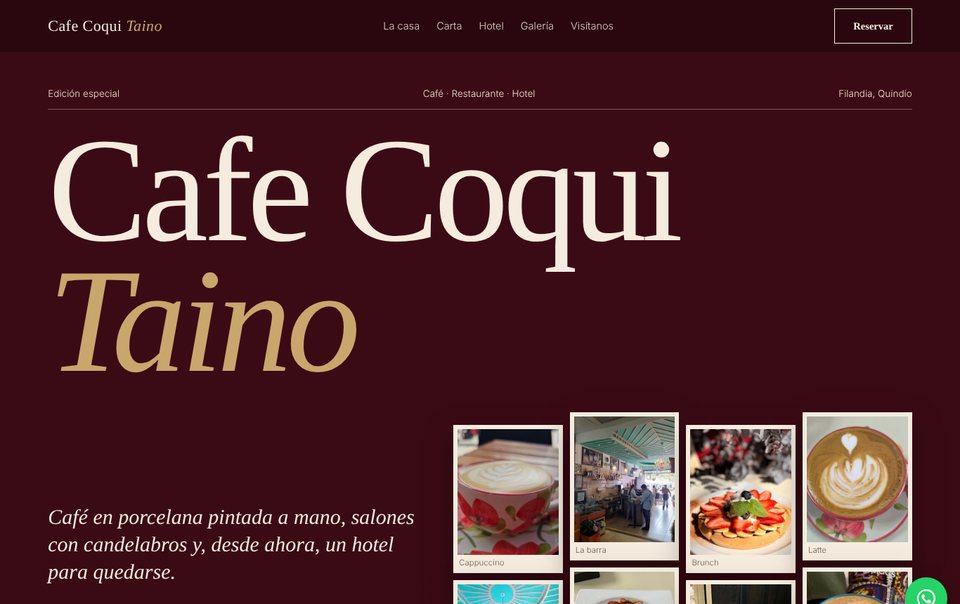 Cafe Coqui Taino
La casa
Carta
Hotel
Galería
Visítanos
Reservar
Edición especial
Café · Restaurante · Hotel
Filandia, Quindío
Cafe Coqui
Taino
Café en porcelana pintada a mano, salones
con candelabros y, desde ahora, un hotel
para quedarse.
Cappuccino
La barra
Brunch
Latte